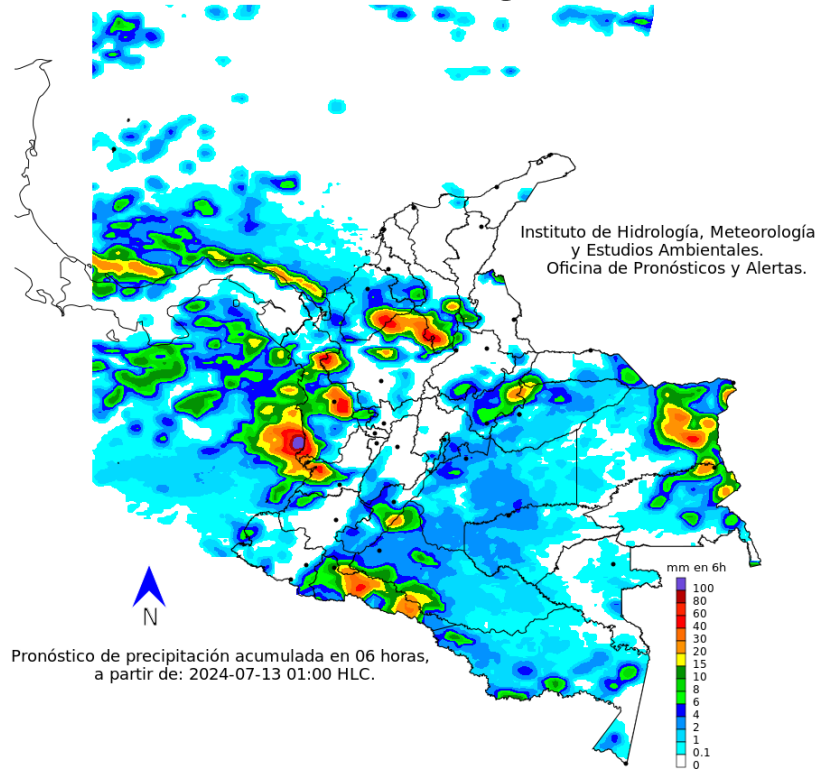 Instituto de Hidrología, Meteorología
y Estudios Ambientales.
Oficina de Pronósticos y Alertas.
mm en 6h
100
80
60
40
30
20
15
10
8
6
4
2
1
0.1
0
N
Pronóstico de precipitación acumulada en 06 horas,
a partir de: 2024-07-13 01:00 HLC.